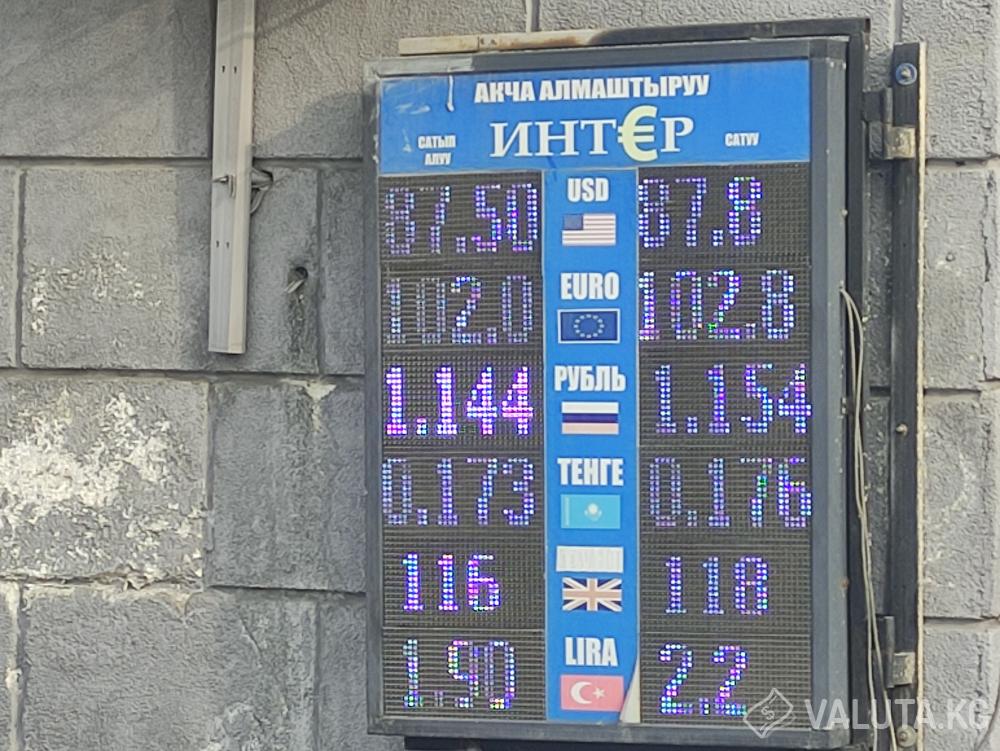 АКЧА АЛМАШТЫРУУ
САТЫП АЛУУ ИНТ€Р САТУУ
87.50 USD 87.8
102.0 EURO 102.8
1.144 РУБЛЬ 1.154
0.173 ТЕНГЕ 0.176
116 118
1.90 LIRA 2.2
VALUTA.KG